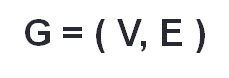 G = ( V, E )